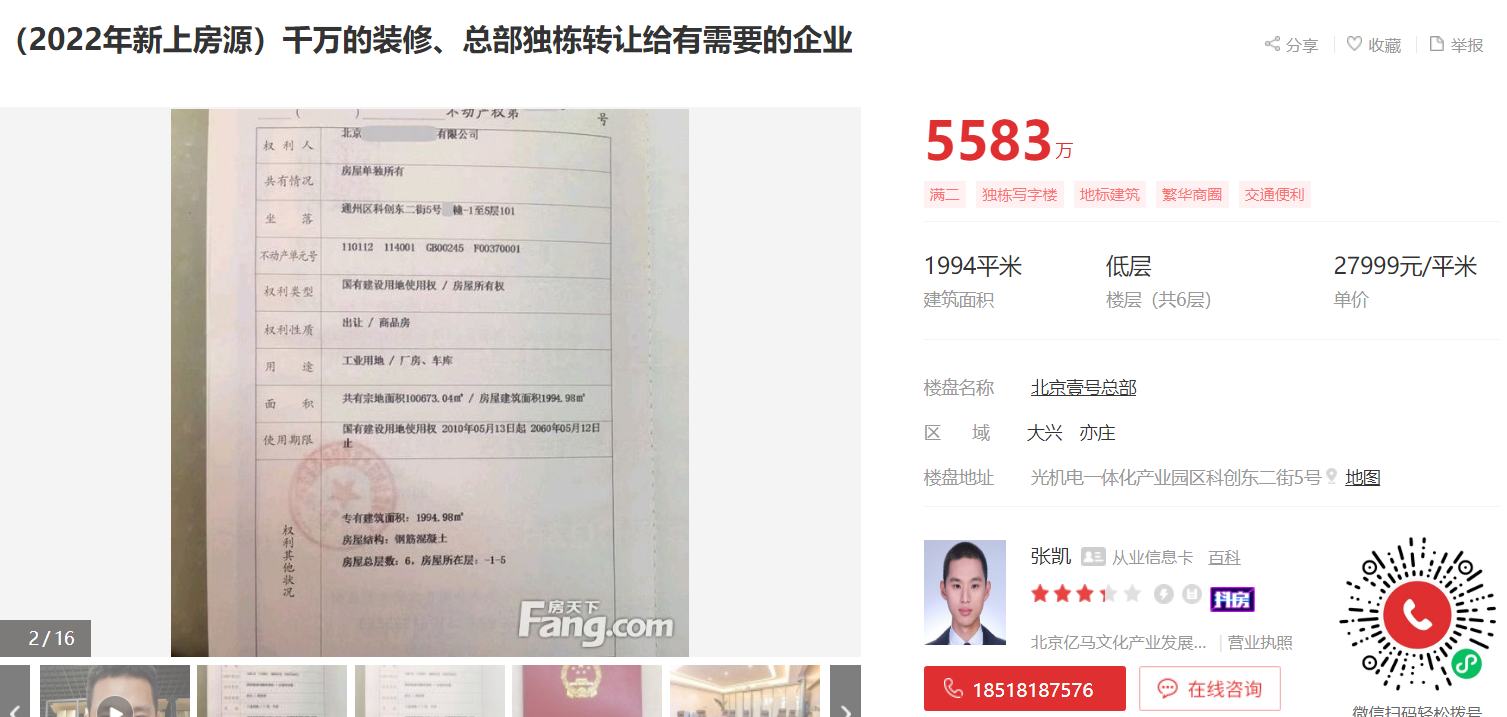 （2022年新上房源）千万的装修、总部独栋转让给有需要的企业
分享 收藏 举报
（ ） 不动产权第 号
权利人 北京 有限公司
共有情况 房屋单独所有
坐落 通州区科创东二街5号 幢-1至5层101
不动产单元号 110112 114001 GB00245 F00370001
权利类型 国有建设用地使用权 / 房屋所有权
权利性质 出让 / 商品房
用途 工业用地 / 厂房、车库
面积 共有宗地面积100673.04㎡ / 房屋建筑面积1994.98㎡
使用期限 国有建设用地使用权 2010年05月13日起 2060年05月12日
止
权利其他状况
专有建筑面积：1994.98㎡
房屋结构：钢筋混凝土
房屋总层数：6，房屋所在层：-1-5
房天下
Fang.com
2/16
5583万
满二 独栋写字楼 地标建筑 繁华商圈 交通便利
1994平米 低层 27999元/平米
建筑面积 楼层（共6层） 单价
楼盘名称 北京壹号总部
区域 大兴 亦庄
楼盘地址 光机电一体化产业园区科创东二街5号 地图
张凯 从业信息卡 百科
抖房
北京亿马文化产业发展... 营业执照
18518187576 在线咨询
微信扫码轻松拨号